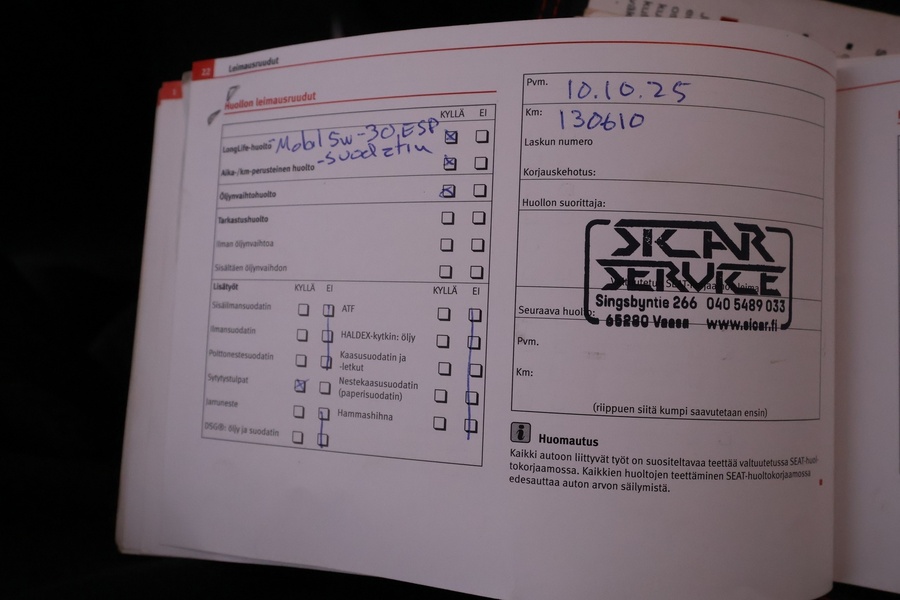 22
Leimausruudut
Huollon leimausruudut
KYLLÄ EI
LongLife-huolto -Mobil 5w-30, ESP
Aika-/km-perusteinen huolto -suodatin
Öljynvaihtohuolto
Tarkastushuolto
Ilman öljynvaihtoa
Sisältäen öljynvaihdon
Lisätyöt KYLLÄ EI KYLLÄ EI
Sisäilmansuodatin
ATF
Ilmansuodatin
HALDEX-kytkin: öljy
Polttonestesuodatin
Kaasusuodatin ja
-letkut
Sytytystulpat
Nestekaasusuodatin
(paperisuodatin)
Jarruneste
Hammashihna
DSG®: öljy ja suodatin
Pvm. 10.10.25
Km: 130610
Laskun numero
Korjauskehotus:
Huollon suorittaja:
SICAR
SERVICE
Singsbyntie 266 040 5489 033
65280 Vaasa www.sicar.fi
Seuraava huolto:
Pvm.
Km:
(riippuen siitä kumpi saavutetaan ensin)
Huomautus
Kaikki autoon liittyvät työt on suositeltavaa teettää valtuutetussa SEAT-huol-
tokorjaamossa. Kaikkien huoltojen teettäminen SEAT-huoltokorjaamossa
edesauttaa auton arvon säilymistä.